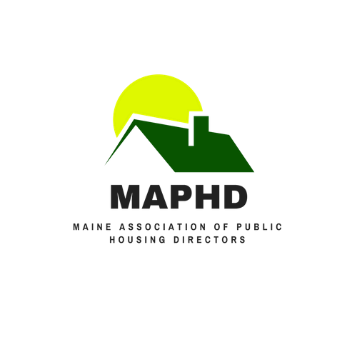 MAPHD
MAINE ASSOCIATION OF PUBLIC
HOUSING DIRECTORS